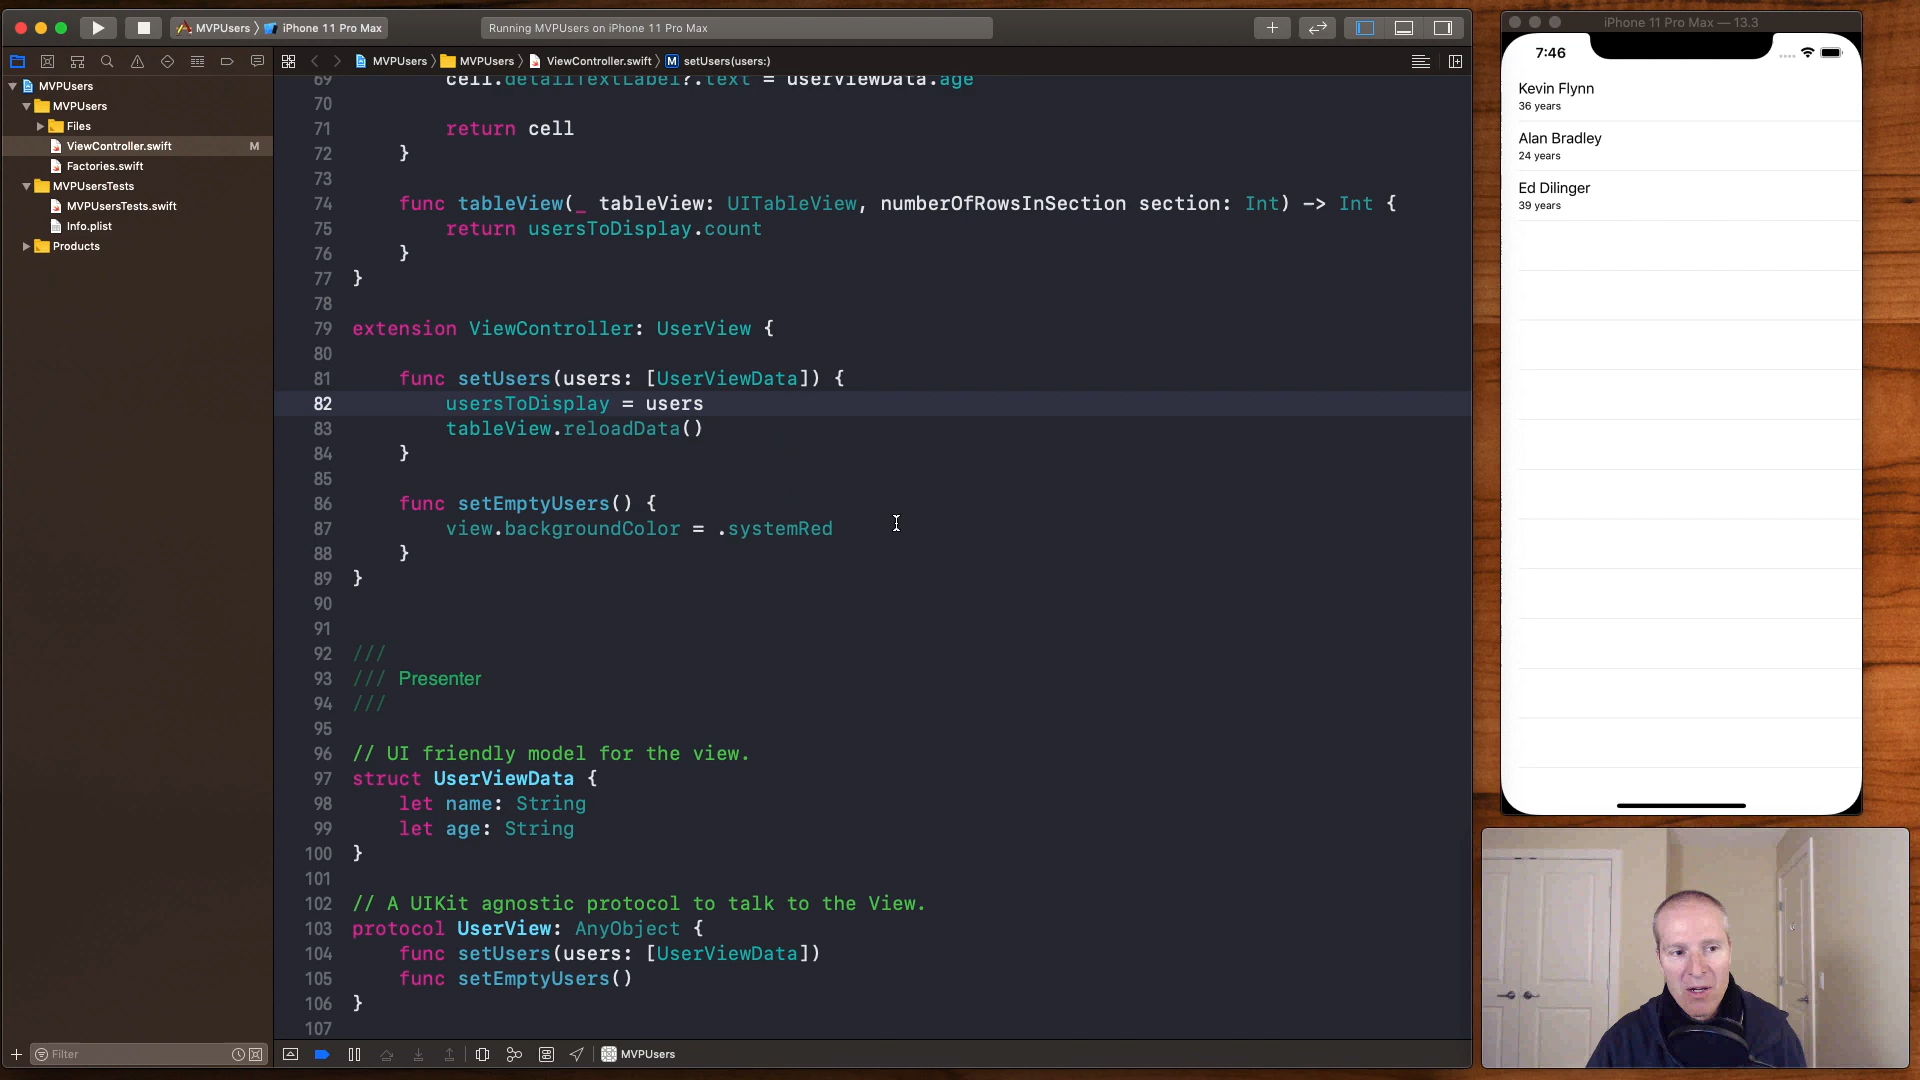 MVPUsers
iPhone 11 Pro Max
Running MVPUsers on iPhone 11 Pro Max
MVPUsers
MVPUsers
ViewController.swift
setUsers(users:)
MVPUsers
MVPUsers
Files
ViewController.swift
M
Factories.swift
MVPUsersTests
MVPUsersTests.swift
Info.plist
Products
69 cell.detailTextLabel?.text = userViewData.age
70
71 return cell
72 }
73
74 func tableView(_ tableView: UITableView, numberOfRowsInSection section: Int) -> Int {
75 return usersToDisplay.count
76 }
77 }
78
79 extension ViewController: UserView {
80
81 func setUsers(users: [UserViewData]) {
82 usersToDisplay = users
83 tableView.reloadData()
84 }
85
86 func setEmptyUsers() {
87 view.backgroundColor = .systemRed
88 }
89 }
90
91
92 ///
93 /// Presenter
94 ///
95
96 // UI friendly model for the view.
97 struct UserViewData {
98 let name: String
99 let age: String
100 }
101
102 // A UIKit agnostic protocol to talk to the View.
103 protocol UserView: AnyObject {
104 func setUsers(users: [UserViewData])
105 func setEmptyUsers()
106 }
107
Filter
MVPUsers
iPhone 11 Pro Max — 13.3
7:46
Kevin Flynn
36 years
Alan Bradley
24 years
Ed Dilinger
39 years